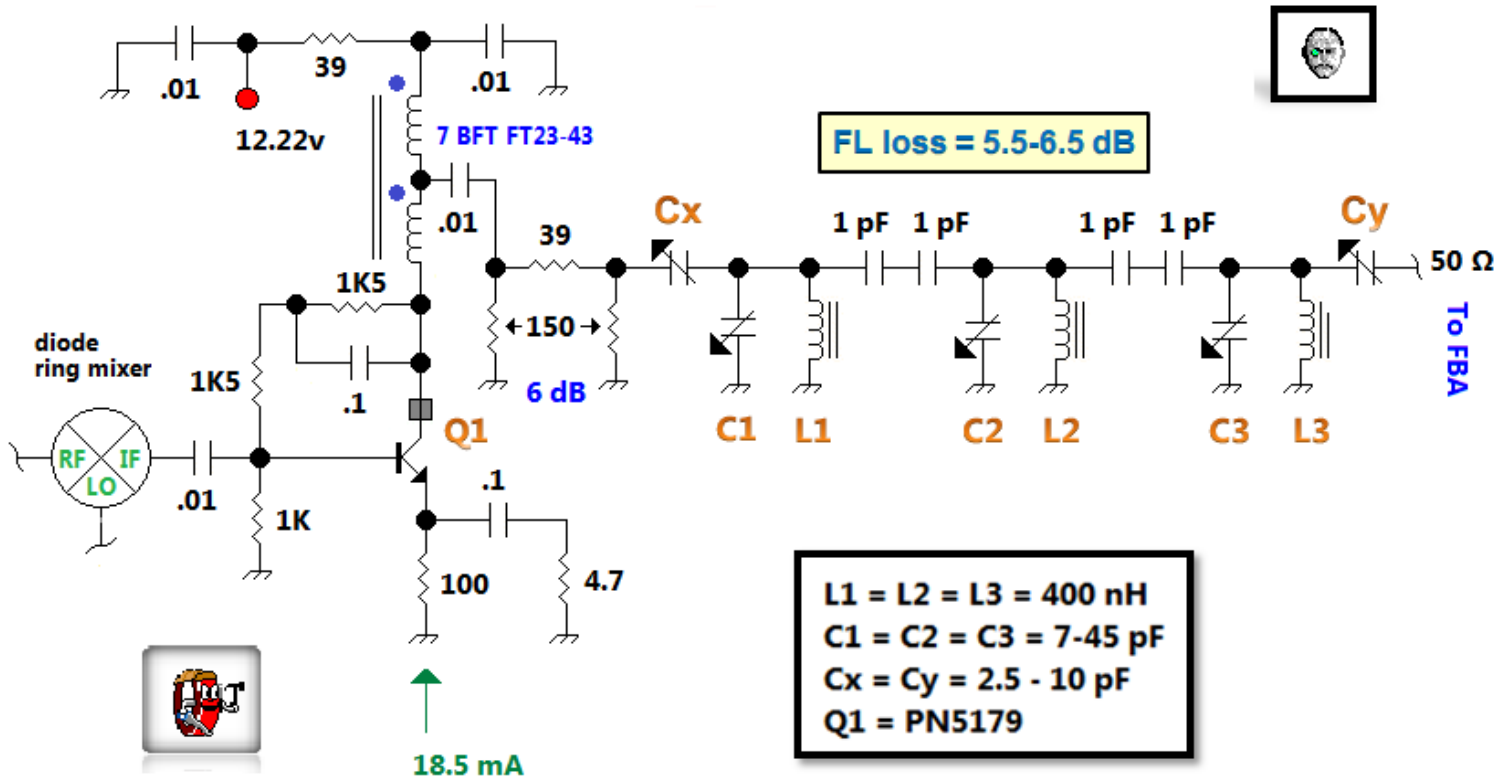 .01
39
.01
12.22v
7 BFT FT23-43
FL loss = 5.5-6.5 dB
.01
39
Cx
1 pF
1 pF
1 pF
1 pF
Cy
50 Ω
To FBA
1K5
150
6 dB
diode
ring mixer
1K5
.1
Q1
C1
L1
C2
L2
C3
L3
RF
IF
LO
.01
1K
.1
100
4.7
18.5 mA
L1 = L2 = L3 = 400 nH
C1 = C2 = C3 = 7-45 pF
Cx = Cy = 2.5 - 10 pF
Q1 = PN5179